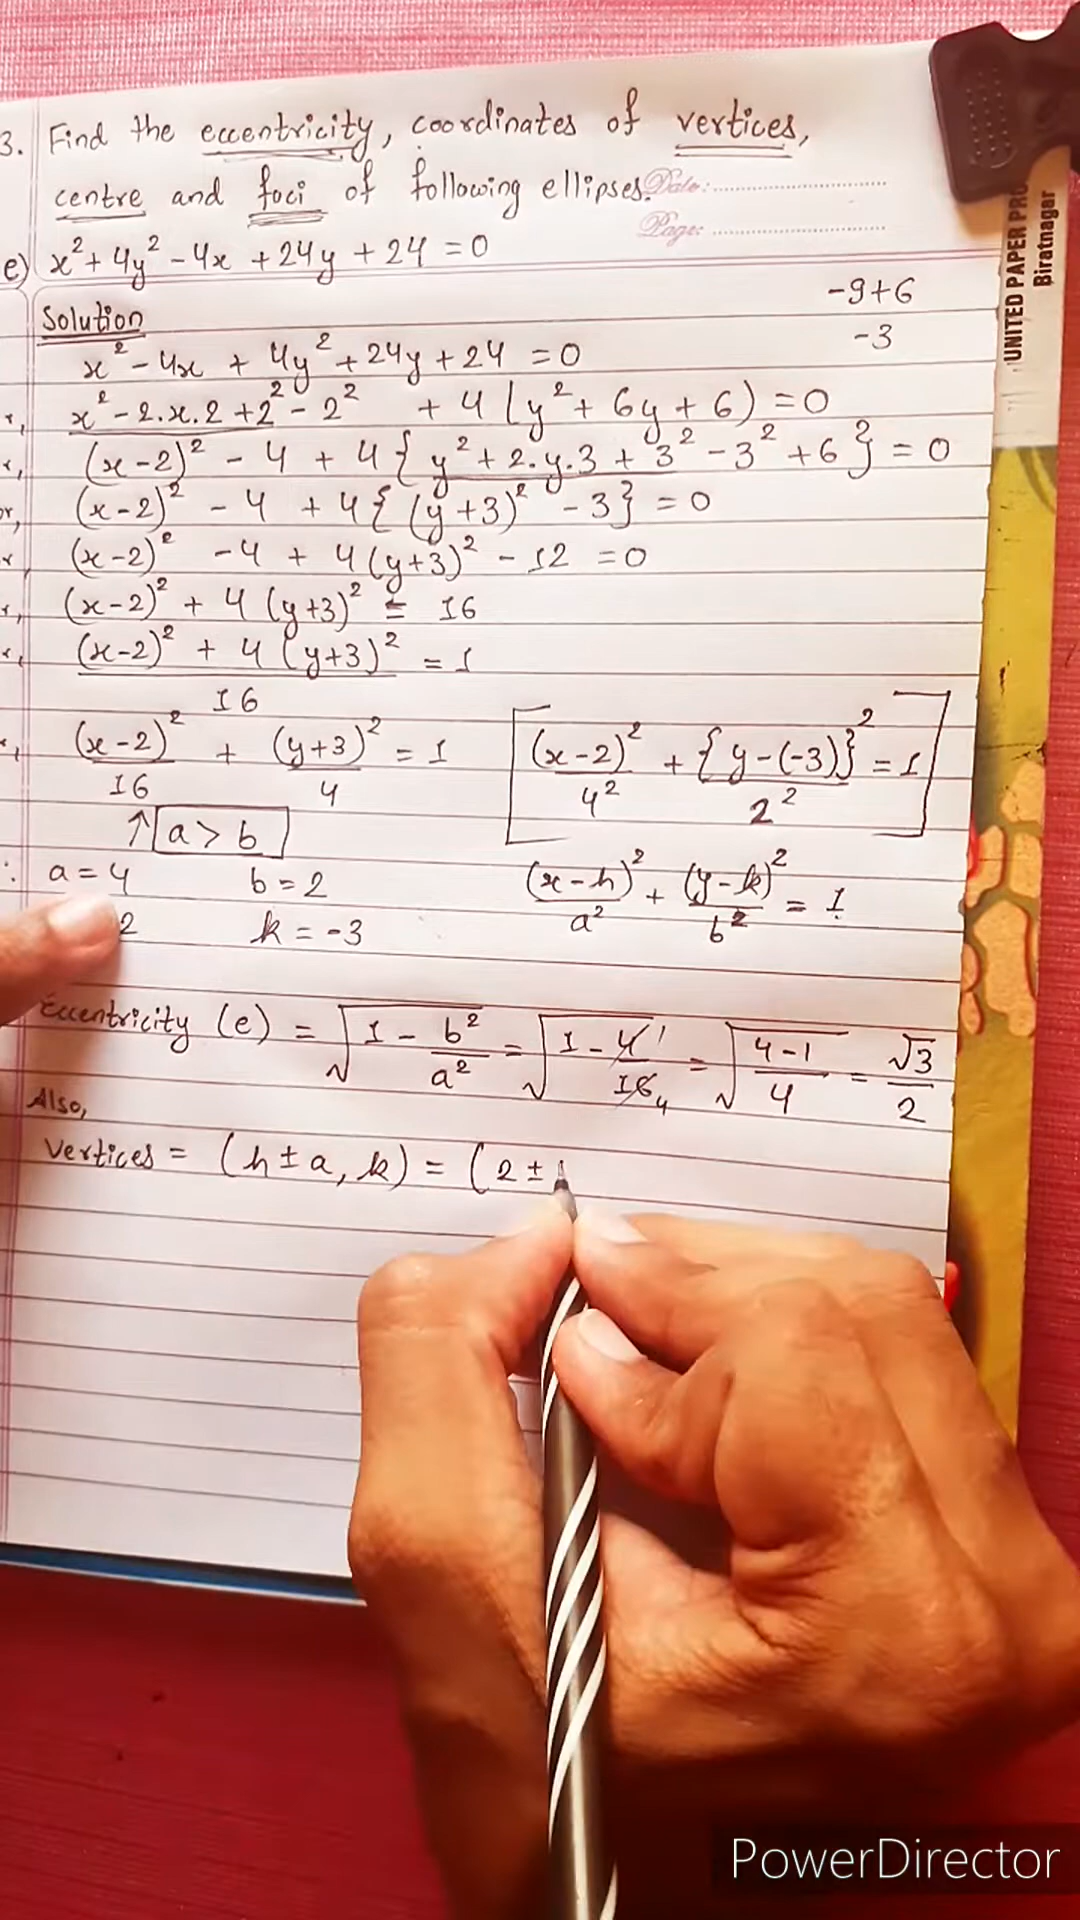 3. Find the eccentricity, coordinates of vertices,
centre and foci of following ellipses.
Date:
Page:
e) x² + 4y² - 4x + 24y + 24 = 0
-9+6
-3
Solution
x² - 4x + 4y² + 24y + 24 = 0
x² - 2.x.2 + 2² - 2² + 4 (y² + 6y + 6) = 0
(x-2)² - 4 + 4 { y² + 2.y.3 + 3² - 3² + 6 } = 0
or, (x-2)² - 4 + 4 { (y+3)² - 3 } = 0
(x-2)² - 4 + 4 (y+3)² - 12 = 0
(x-2)² + 4 (y+3)² = 16
(x-2)² + 4 (y+3)² / 16 = 1
(x-2)² / 16 + (y+3)² / 4 = 1
[ (x-2)² / 4² + {y-(-3)}² / 2² = 1 ]
↑ a > b
∴ a = 4 b = 2
(x-h)² / a² + (y-k)² / b² = 1
2 k = -3
Eccentricity (e) = √(1 - b²/a²) = √(1 - 4/16) 1 4 = √((4-1)/4) = √3/2
Also,
Vertices = (h ± a, k) = (2 ±
UNITED PAPER PRO
Biratnagar
PowerDirector